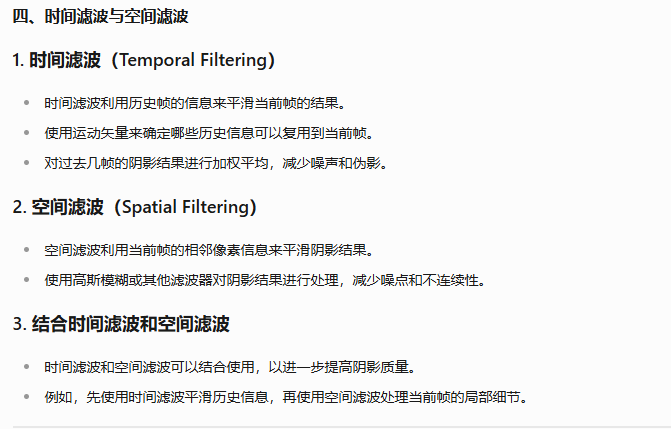 四、时间滤波与空间滤波
1. 时间滤波（Temporal Filtering）
时间滤波利用历史帧的信息来平滑当前帧的结果。
使用运动矢量来确定哪些历史信息可以复用到当前帧。
对过去几帧的阴影结果进行加权平均，减少噪声和伪影。
2. 空间滤波（Spatial Filtering）
空间滤波利用当前帧的相邻像素信息来平滑阴影结果。
使用高斯模糊或其他滤波器对阴影结果进行处理，减少噪点和不连续性。
3. 结合时间滤波和空间滤波
时间滤波和空间滤波可以结合使用，以进一步提高阴影质量。
例如，先使用时间滤波平滑历史信息，再使用空间滤波处理当前帧的局部细节。